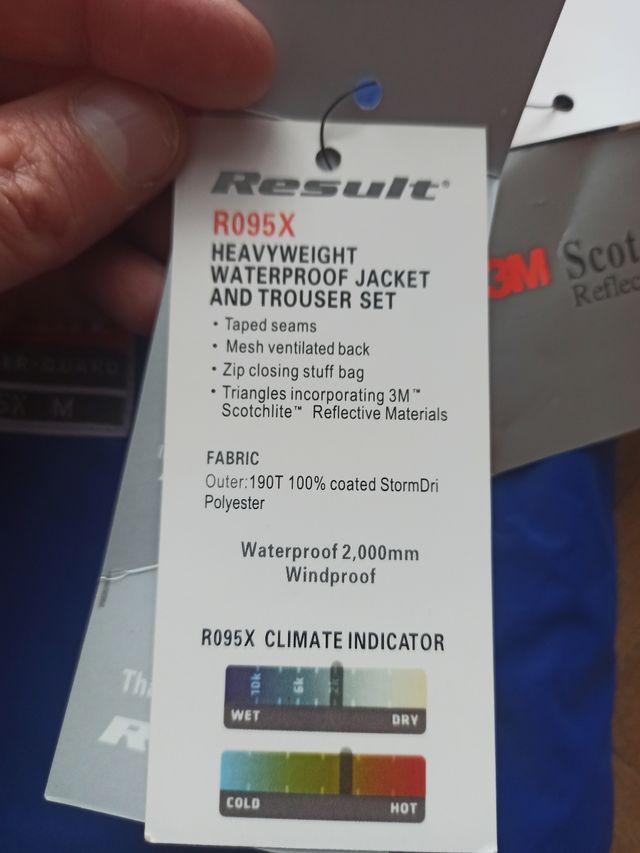 Result®
R095X
HEAVYWEIGHT
WATERPROOF JACKET
AND TROUSER SET
• Taped seams
• Mesh ventilated back
• Zip closing stuff bag
• Triangles incorporating 3M™
Scotchlite™ Reflective Materials
FABRIC
Outer:190T 100% coated StormDri
Polyester
Waterproof 2,000mm
Windproof
R095X CLIMATE INDICATOR
10k 6k 2k
WET DRY
COLD HOT
3M Scot
Reflec
M
Th
R